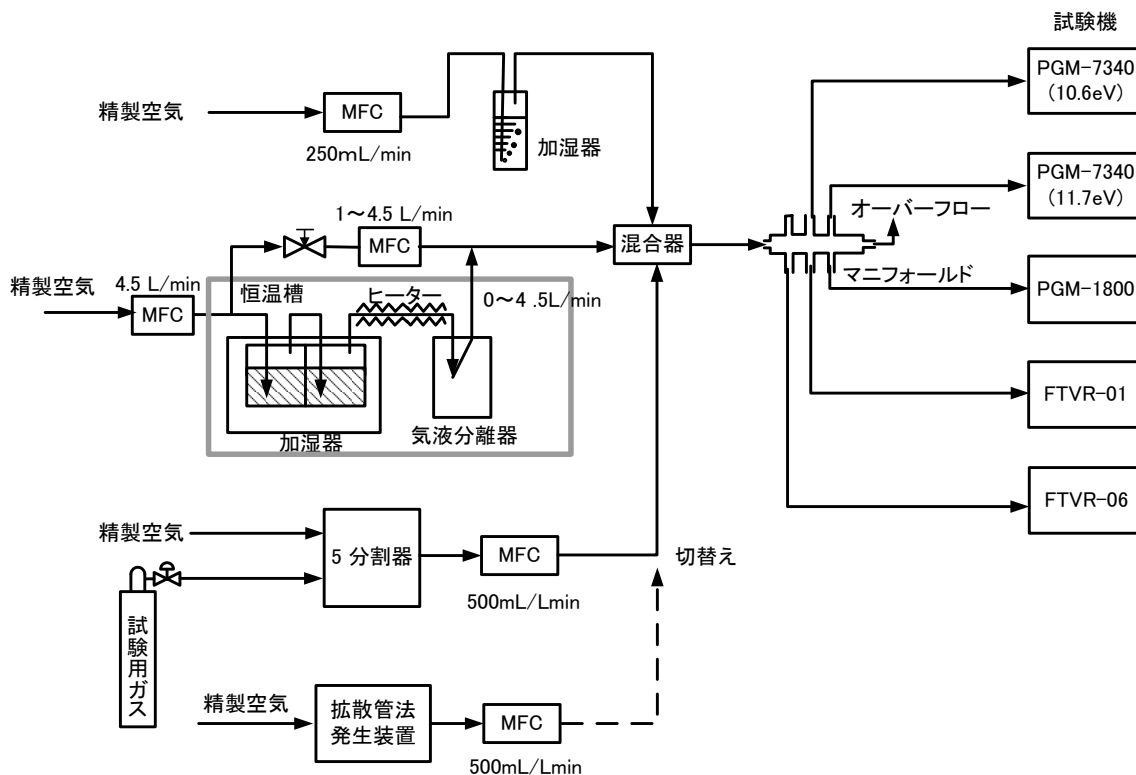 試験機
PGM-7340
(10.6eV)
精製空気
MFC
250mL/min
加湿器
PGM-7340
(11.7eV)
オーバーフロー
1～4.5 L/min
MFC
混合器
マニフォールド
精製空気
4.5 L/min
MFC
恒温槽
ヒーター
0～4 .5L/min
PGM-1800
加湿器
気液分離器
FTVR-01
FTVR-06
精製空気
5 分割器
MFC
500mL/Lmin
切替え
試験用ガス
精製空気
拡散管法
発生装置
MFC
500mL/Lmin